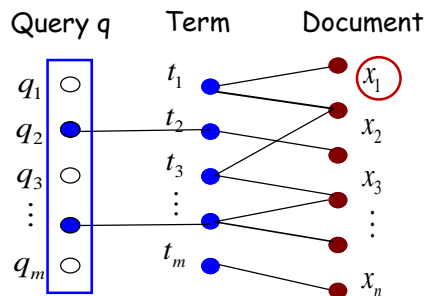 Query q Term Document
q₁ t₁ x₁
q₂ t₂ x₂
q₃ t₃ x₃
⋮ ⋮ ⋮
qₘ tₘ xₙ